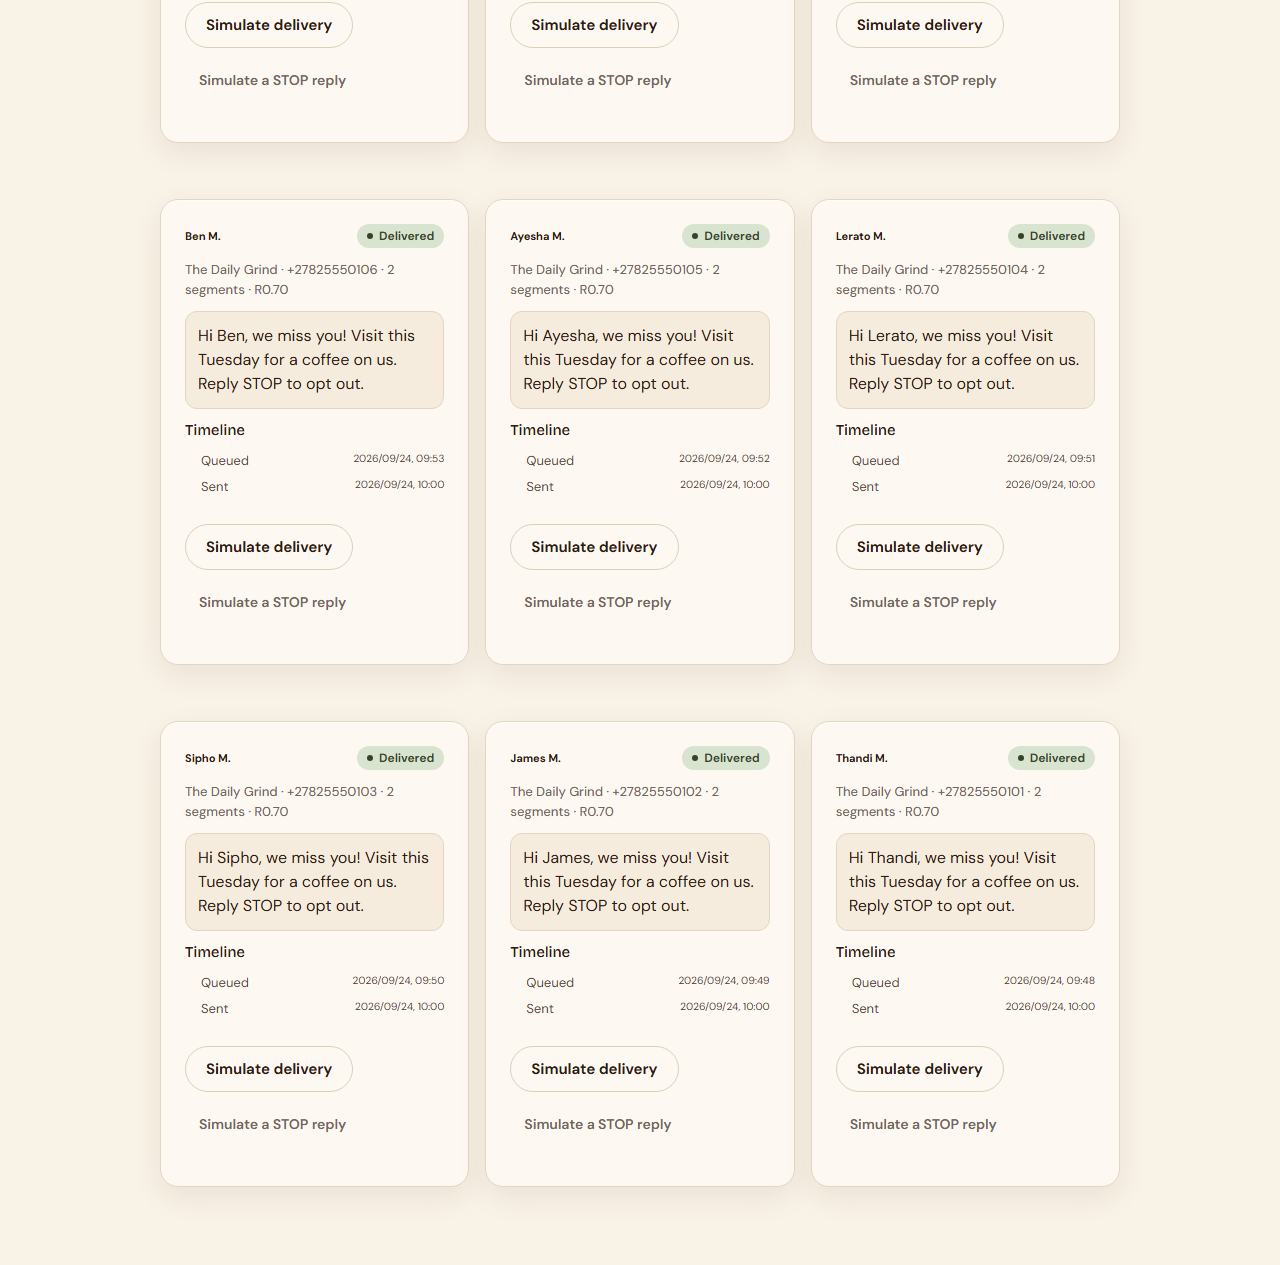 Simulate delivery
Simulate a STOP reply
Simulate delivery
Simulate a STOP reply
Simulate delivery
Simulate a STOP reply
Ben M.
Delivered
The Daily Grind · +27825550106 · 2
segments · R0.70
Hi Ben, we miss you! Visit this
Tuesday for a coffee on us.
Reply STOP to opt out.
Timeline
Queued 2026/09/24, 09:53
Sent 2026/09/24, 10:00
Simulate delivery
Simulate a STOP reply
Ayesha M.
Delivered
The Daily Grind · +27825550105 · 2
segments · R0.70
Hi Ayesha, we miss you! Visit
this Tuesday for a coffee on us.
Reply STOP to opt out.
Timeline
Queued 2026/09/24, 09:52
Sent 2026/09/24, 10:00
Simulate delivery
Simulate a STOP reply
Lerato M.
Delivered
The Daily Grind · +27825550104 · 2
segments · R0.70
Hi Lerato, we miss you! Visit
this Tuesday for a coffee on us.
Reply STOP to opt out.
Timeline
Queued 2026/09/24, 09:51
Sent 2026/09/24, 10:00
Simulate delivery
Simulate a STOP reply
Sipho M.
Delivered
The Daily Grind · +27825550103 · 2
segments · R0.70
Hi Sipho, we miss you! Visit this
Tuesday for a coffee on us.
Reply STOP to opt out.
Timeline
Queued 2026/09/24, 09:50
Sent 2026/09/24, 10:00
Simulate delivery
Simulate a STOP reply
James M.
Delivered
The Daily Grind · +27825550102 · 2
segments · R0.70
Hi James, we miss you! Visit
this Tuesday for a coffee on us.
Reply STOP to opt out.
Timeline
Queued 2026/09/24, 09:49
Sent 2026/09/24, 10:00
Simulate delivery
Simulate a STOP reply
Thandi M.
Delivered
The Daily Grind · +27825550101 · 2
segments · R0.70
Hi Thandi, we miss you! Visit
this Tuesday for a coffee on us.
Reply STOP to opt out.
Timeline
Queued 2026/09/24, 09:48
Sent 2026/09/24, 10:00
Simulate delivery
Simulate a STOP reply